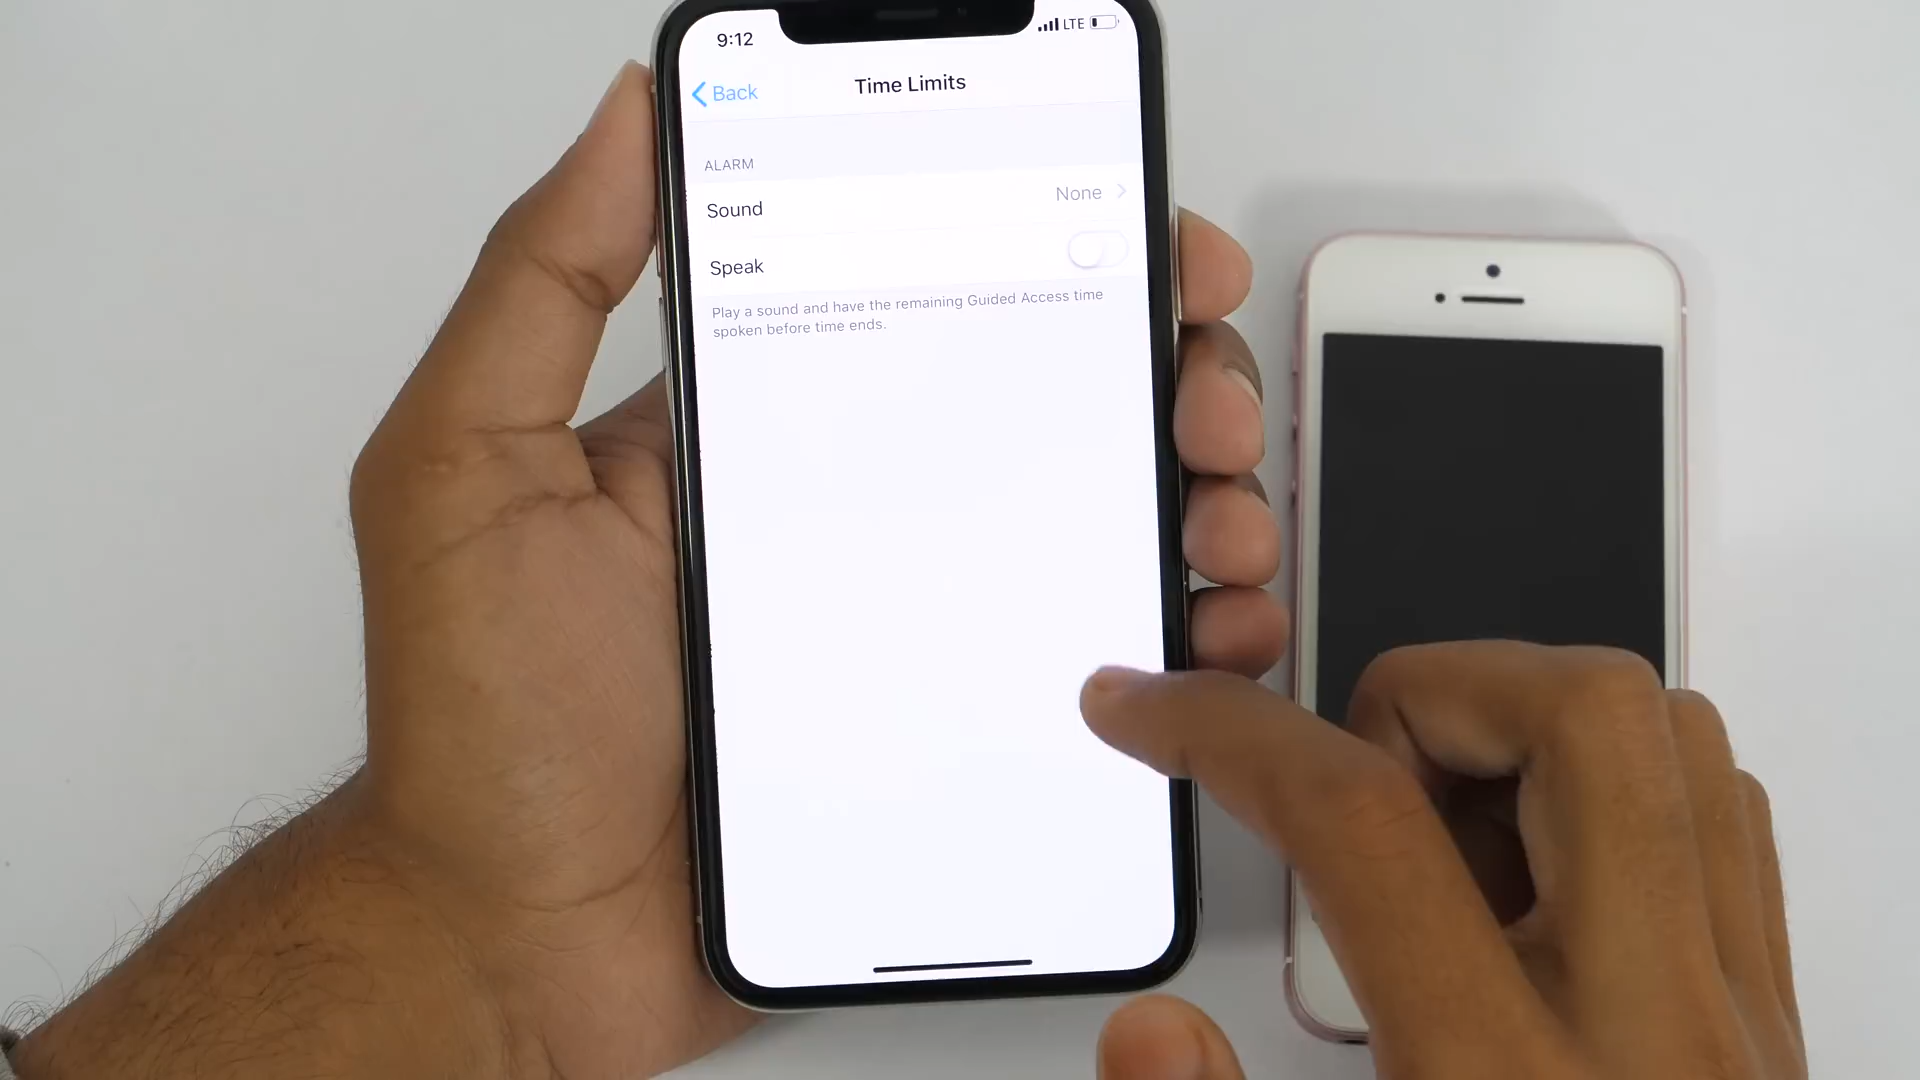 9:12
LTE
Back
Time Limits
ALARM
Sound
None
Speak
Play a sound and have the remaining Guided Access time
spoken before time ends.